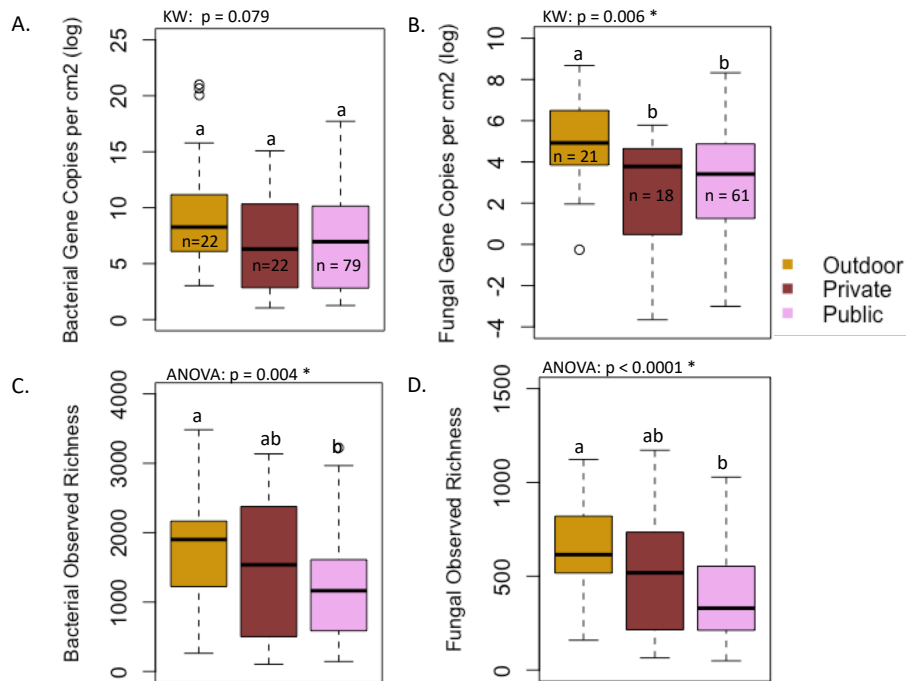 A.
KW: p = 0.079
Bacterial Gene Copies per cm2 (log)
25
20
15
10
5
0
a
a
a
n=22
n=22
n = 79
B.
KW: p = 0.006 *
Fungal Gene Copies per cm2 (log)
10
8
6
4
2
0
-2
-4
a
b
b
n = 21
n = 18
n = 61
Outdoor
Private
Public
C.
ANOVA: p = 0.004 *
Bacterial Observed Richness
4000
3000
2000
1000
0
a
ab
b
D.
ANOVA: p < 0.0001 *
Fungal Observed Richness
1500
1000
500
0
a
ab
b